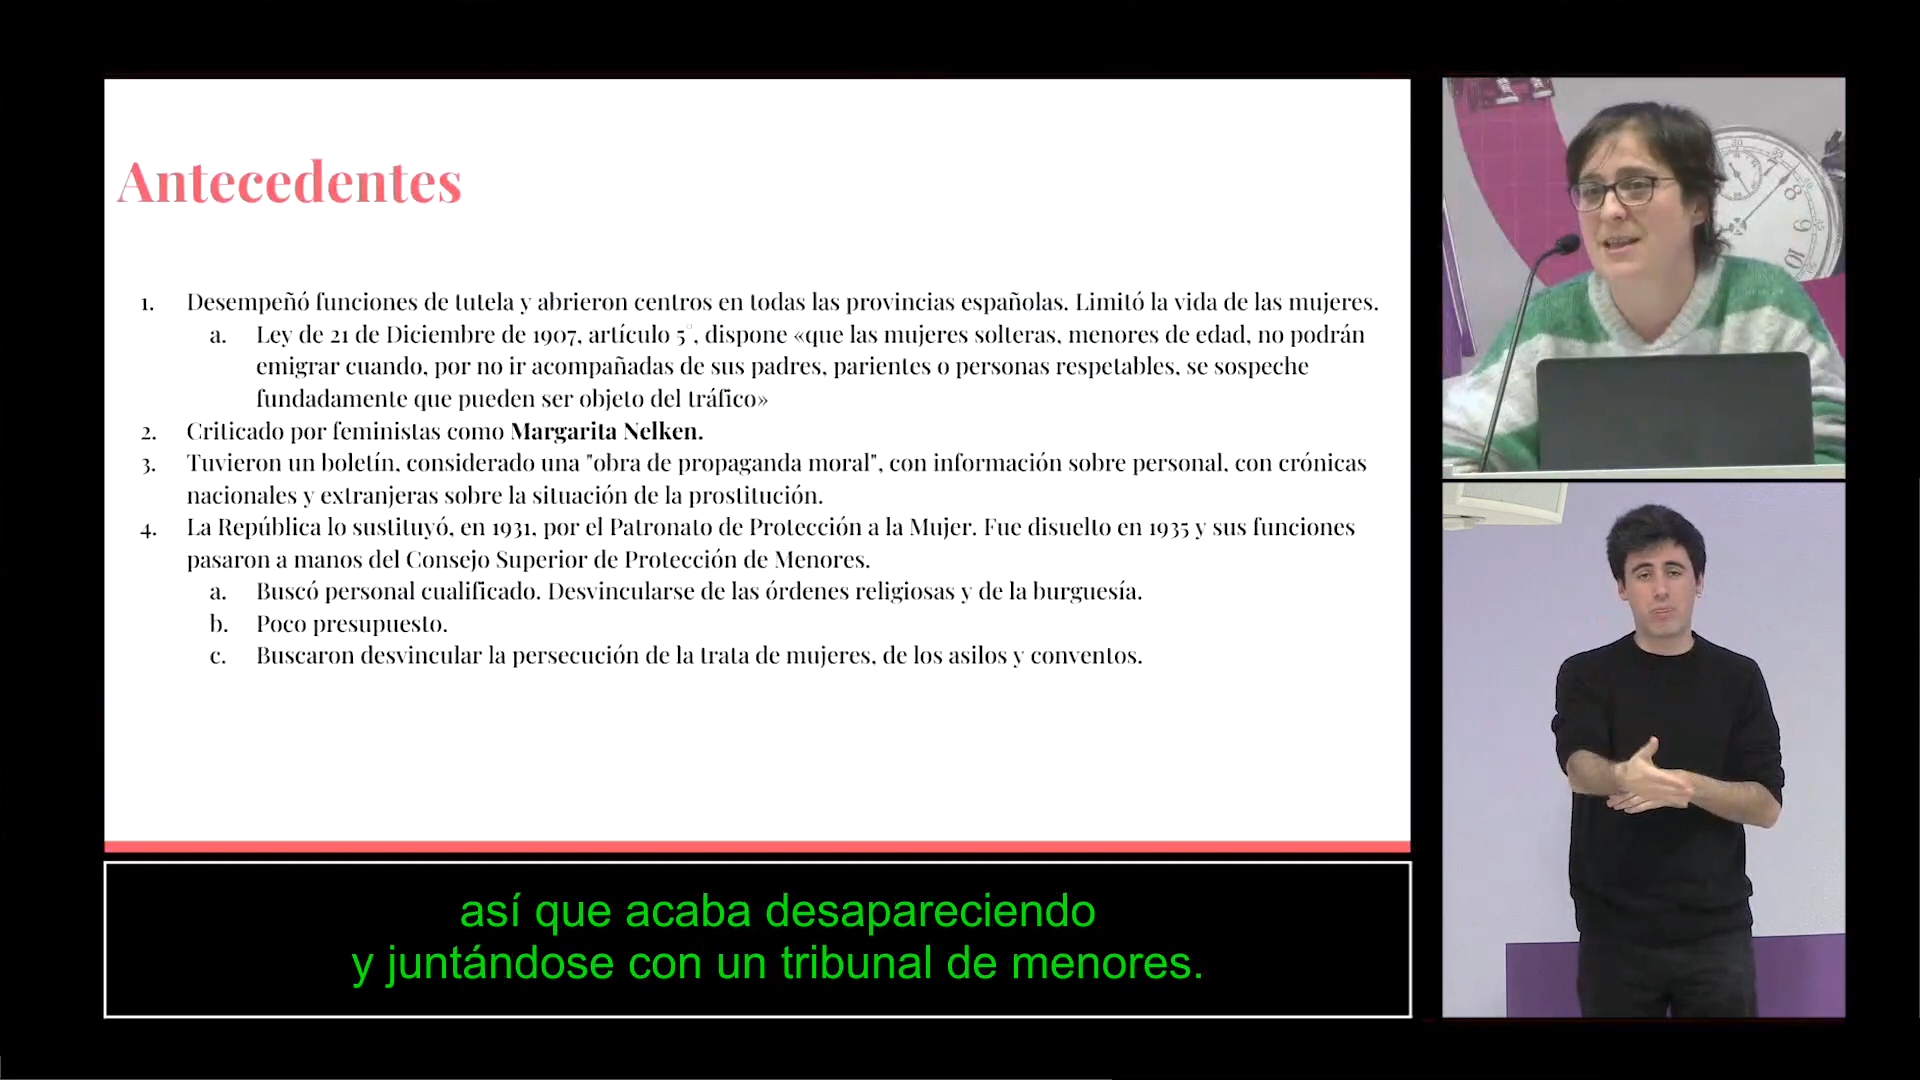 Antecedentes
1. Desempeñó funciones de tutela y abrieron centros en todas las provincias españolas. Limitó la vida de las mujeres.
a. Ley de 21 de Diciembre de 1907, artículo 5°, dispone «que las mujeres solteras, menores de edad, no podrán
emigrar cuando, por no ir acompañadas de sus padres, parientes o personas respetables, se sospeche
fundadamente que pueden ser objeto del tráfico»
2. Criticado por feministas como Margarita Nelken.
3. Tuvieron un boletín, considerado una "obra de propaganda moral", con información sobre personal, con crónicas
nacionales y extranjeras sobre la situación de la prostitución.
4. La República lo sustituyó, en 1931, por el Patronato de Protección a la Mujer. Fue disuelto en 1935 y sus funciones
pasaron a manos del Consejo Superior de Protección de Menores.
a. Buscó personal cualificado. Desvincularse de las órdenes religiosas y de la burguesía.
b. Poco presupuesto.
c. Buscaron desvincular la persecución de la trata de mujeres, de los asilos y conventos.
así que acaba desapareciendo
y juntándose con un tribunal de menores.